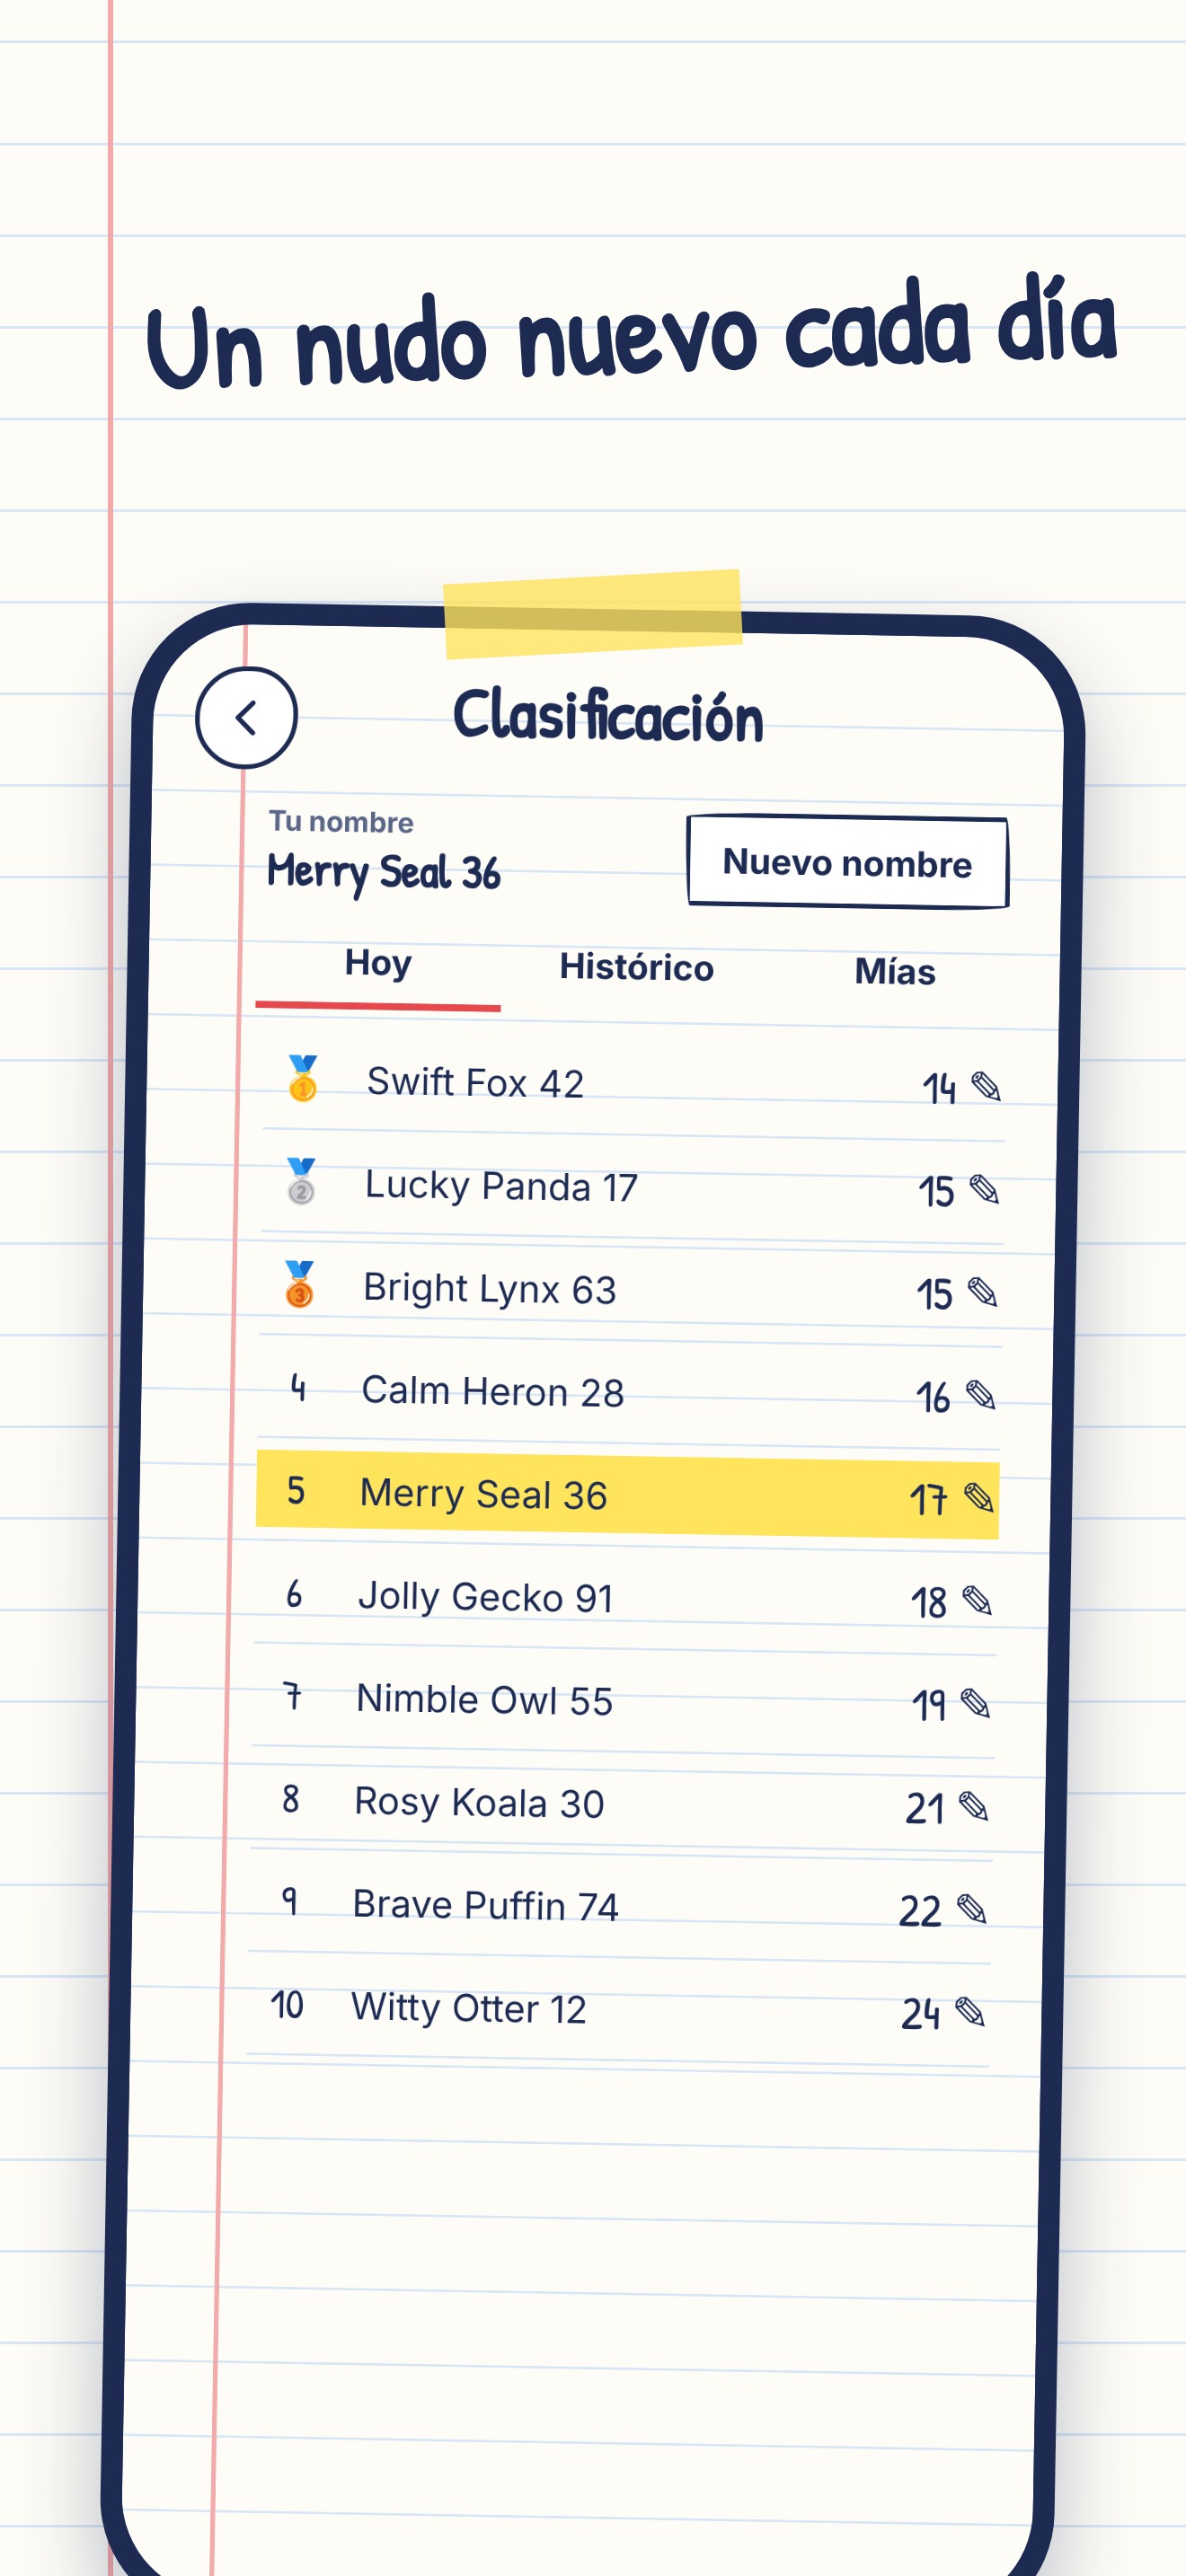 Un nudo nuevo cada día
Clasificación
Tu nombre
Merry Seal 36
Nuevo nombre
Hoy Histórico Mías
1 Swift Fox 42 14
2 Lucky Panda 17 15
3 Bright Lynx 63 15
4 Calm Heron 28 16
5 Merry Seal 36 17
6 Jolly Gecko 91 18
7 Nimble Owl 55 19
8 Rosy Koala 30 21
9 Brave Puffin 74 22
10 Witty Otter 12 24